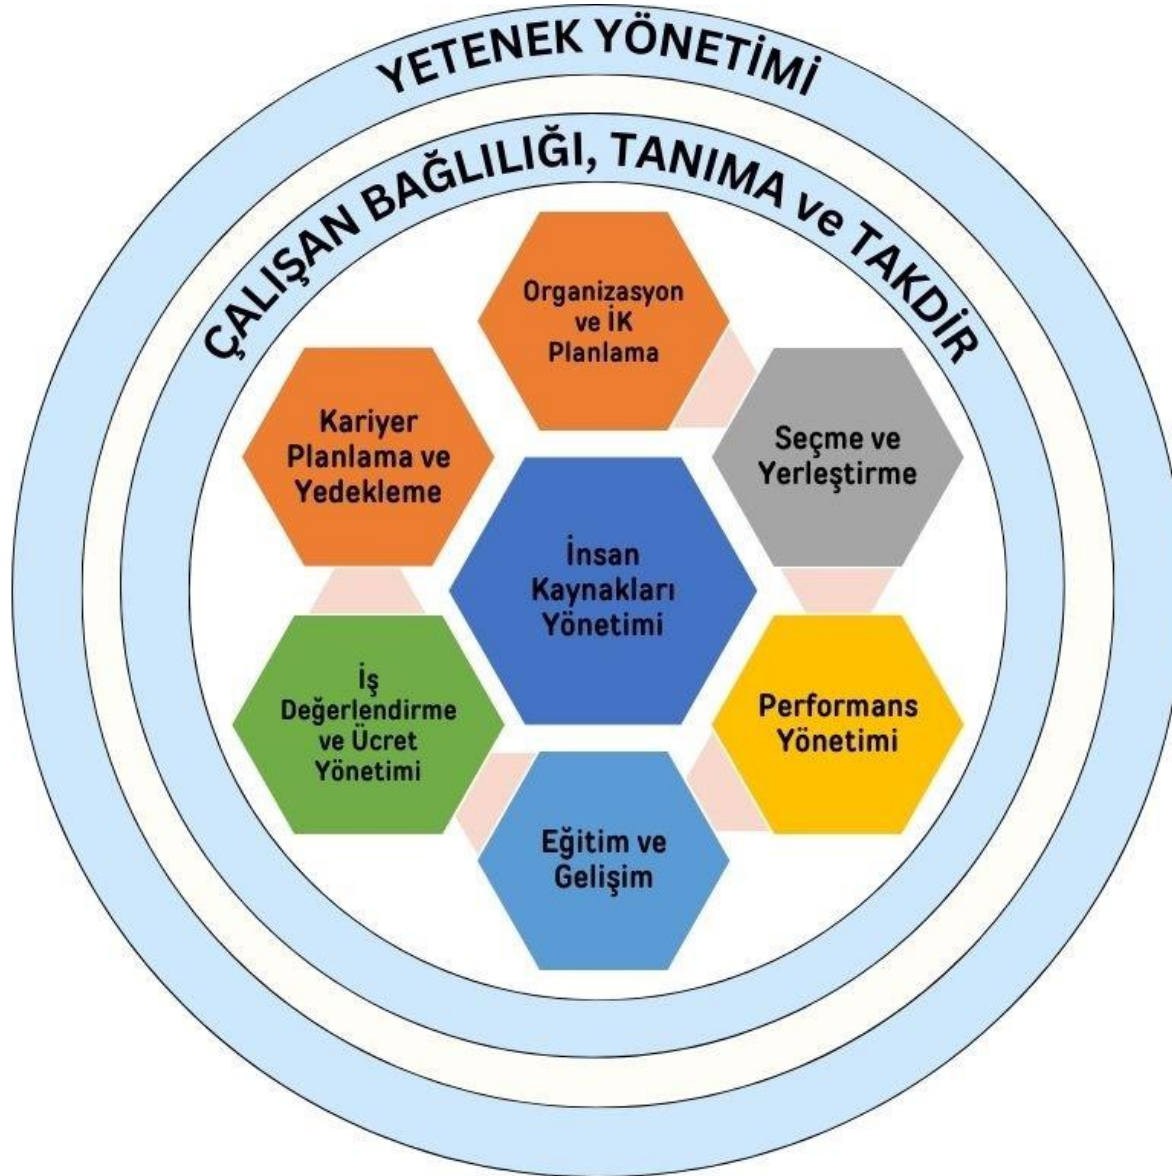 YETENEK YÖNETİMİ
ÇALIŞAN BAĞLILIĞI, TANIMA ve TAKDİR
Organizasyon
ve İK
Planlama
Seçme ve
Yerleştirme
Performans
Yönetimi
Eğitim ve
Gelişim
İş
Değerlendirme
ve Ücret
Yönetimi
Kariyer
Planlama ve
Yedekleme
İnsan
Kaynakları
Yönetimi